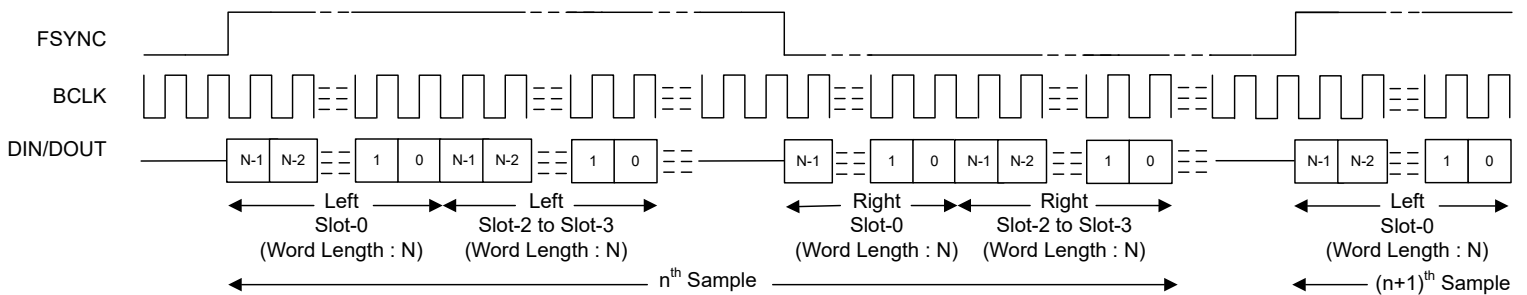 FSYNC
BCLK
DIN/DOUT
N-1 N-2 1 0 N-1 N-2 1 0 N-1 1 0 N-1 N-2 1 0 N-1 N-2 1 0
Left Left Right Right Left
Slot-0 Slot-2 to Slot-3 Slot-0 Slot-2 to Slot-3 Slot-0
(Word Length : N) (Word Length : N) (Word Length : N) (Word Length : N) (Word Length : N)
nth Sample (n+1)th Sample